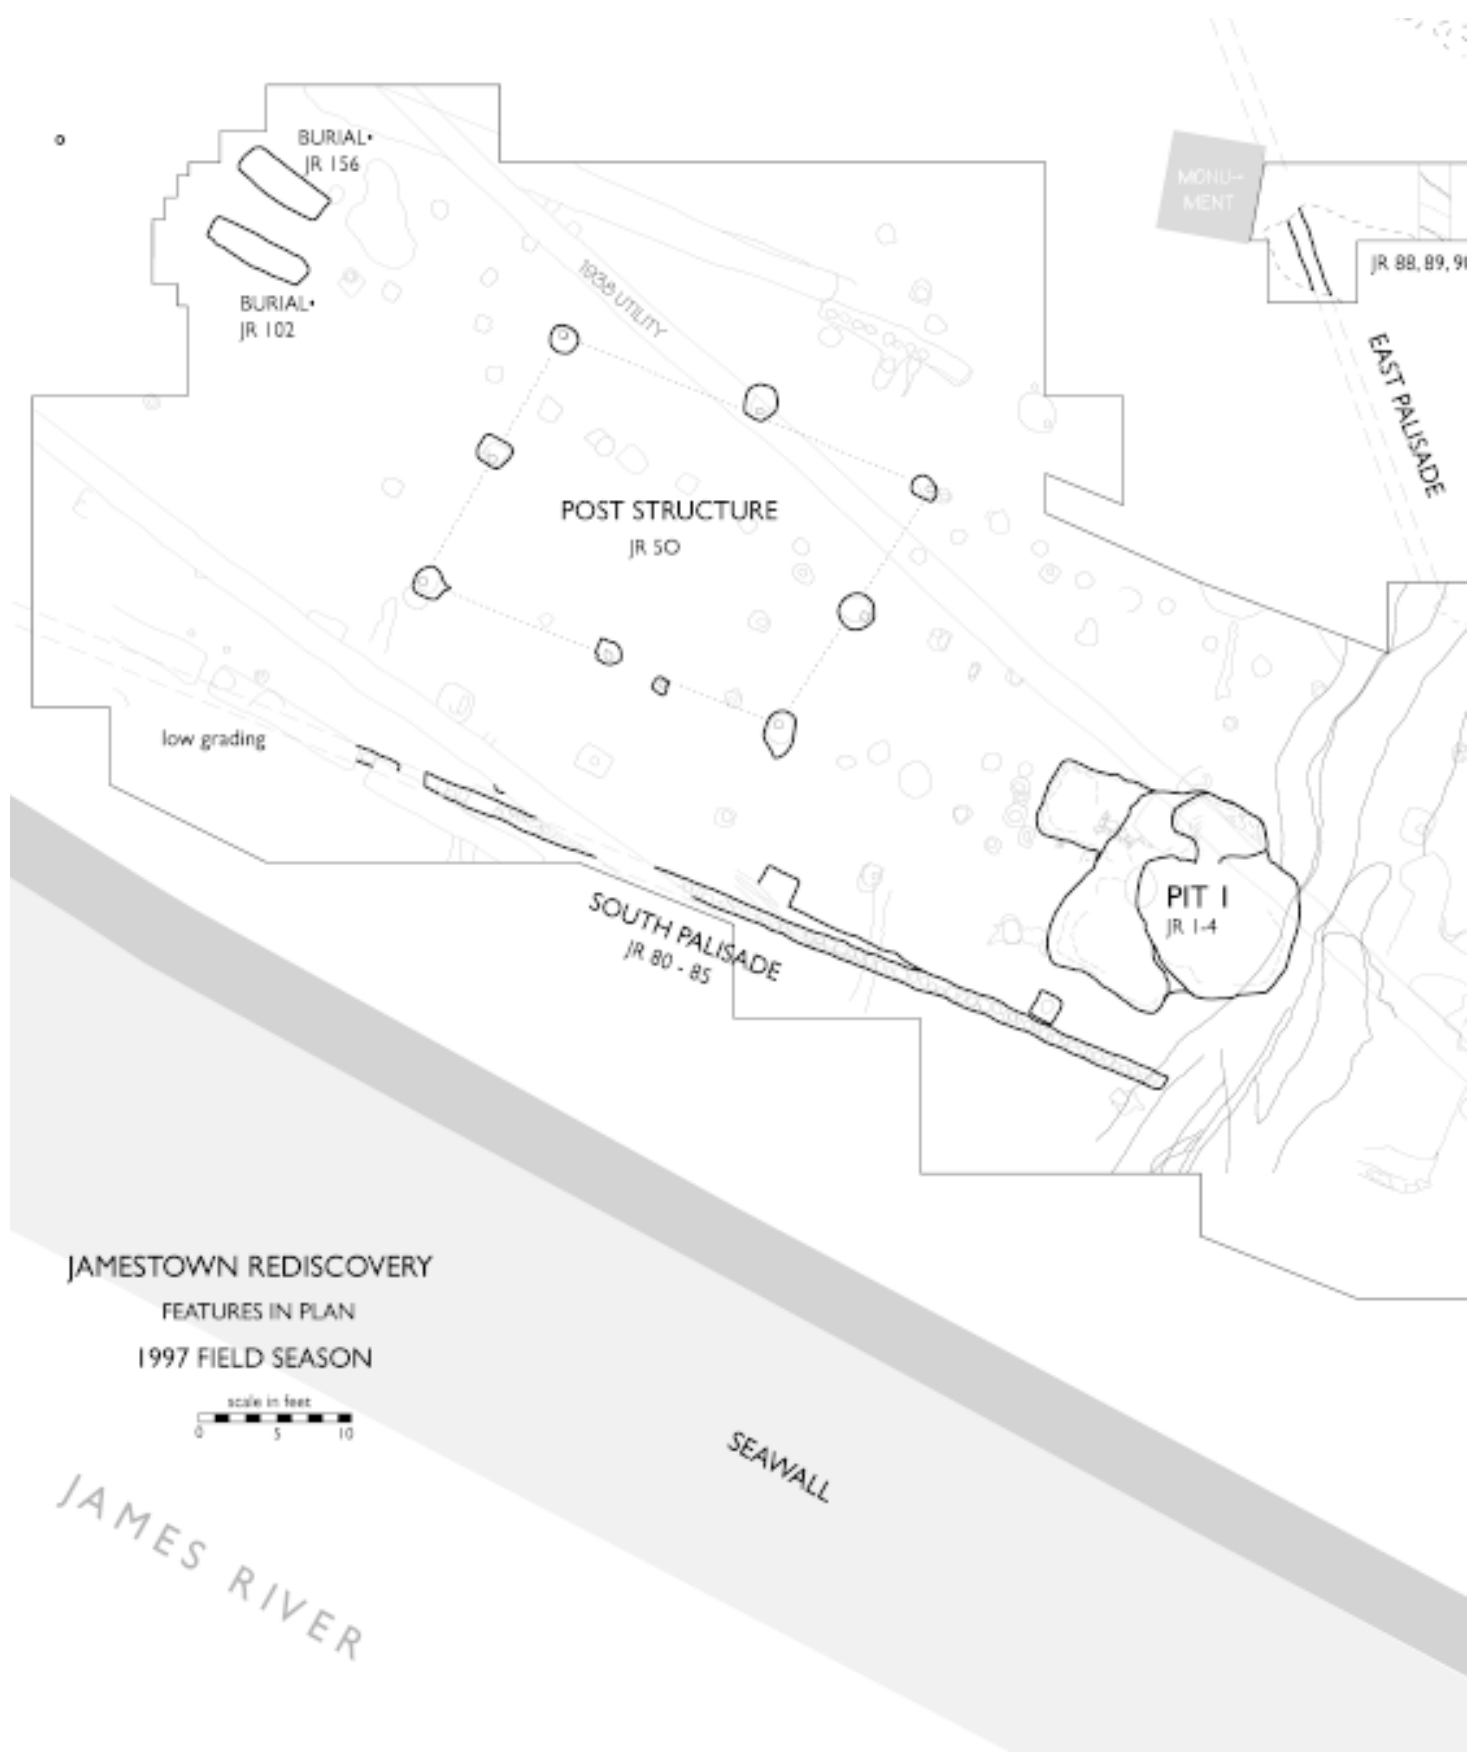 BURIAL•
JR 156
MONU-
MENT
BURIAL•
JR 102
1938 UTILITY
JR 88, 89,
EAST PALISADE
POST STRUCTURE
JR 50
low grading
SOUTH PALISADE
JR 80 - 85
PIT 1
JR 1-4
JAMESTOWN REDISCOVERY
FEATURES IN PLAN
1997 FIELD SEASON
scale in feet
0 5 10
SEAWALL
JAMES RIVER